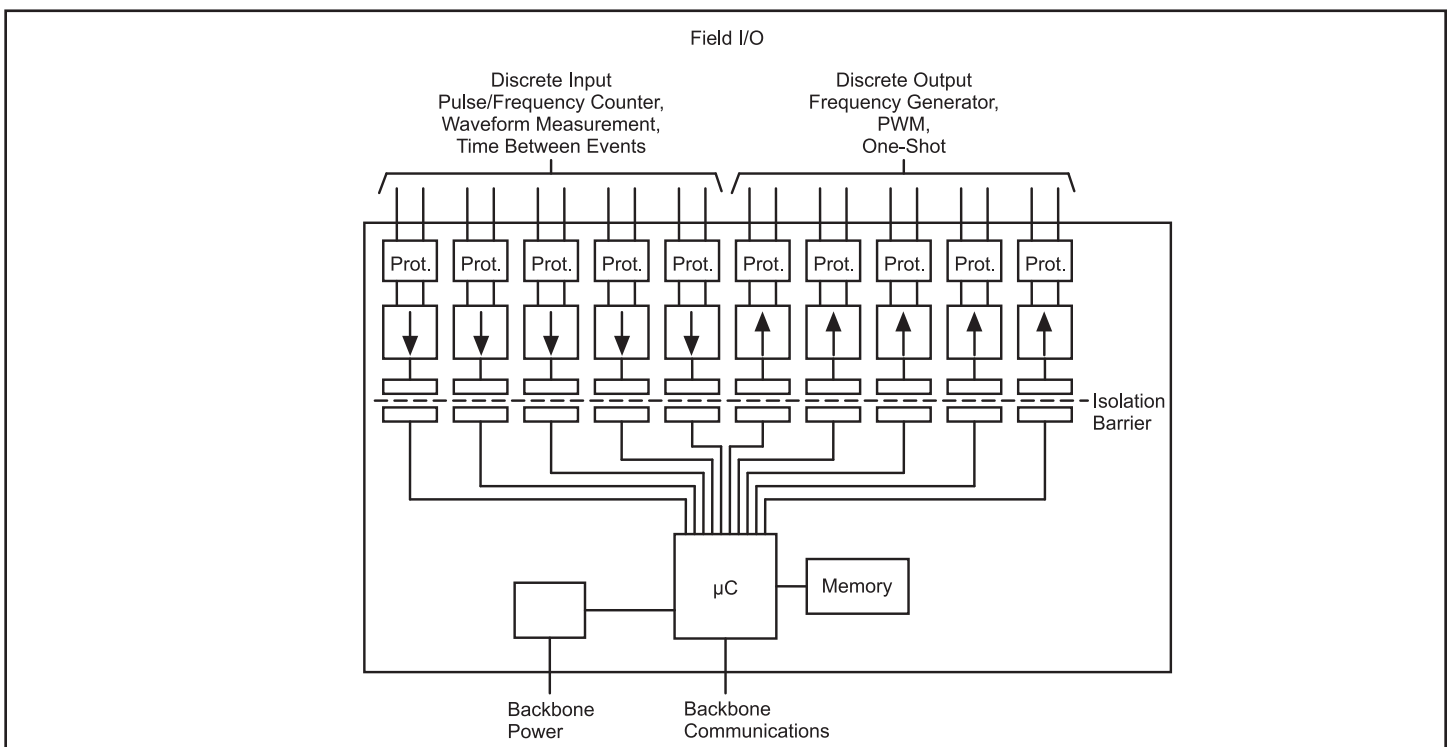 Field I/O
Discrete Input
Pulse/Frequency Counter,
Waveform Measurement,
Time Between Events
Discrete Output
Frequency Generator,
PWM,
One-Shot
Prot. Prot. Prot. Prot. Prot. Prot. Prot. Prot. Prot. Prot.
Isolation
Barrier
µC
Memory
Backbone
Power
Backbone
Communications